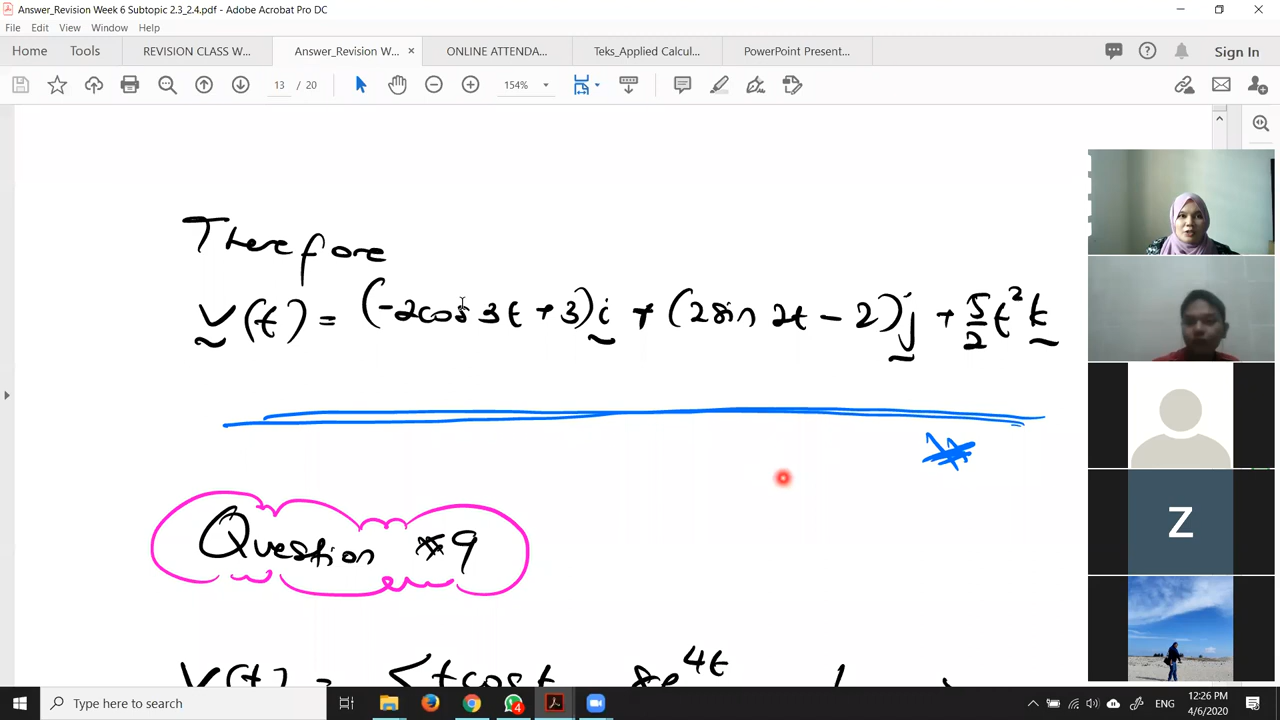 Answer_Revision Week 6 Subtopic 2.3_2.4.pdf - Adobe Acrobat Pro DC
File Edit View Window Help
Home Tools REVISION CLASS W... Answer_Revision W... × ONLINE ATTENDA... Teks_Applied Calcul... PowerPoint Present... Sign In
13 / 20 154%
Therefore
v(t) = (-2cos 3t + 3)i + (2sin 2t - 2)j + 5/2 t² k
Question 9
v(t) = <t cos t
Z
Type here to search
4
ENG
12:26 PM
4/6/2020